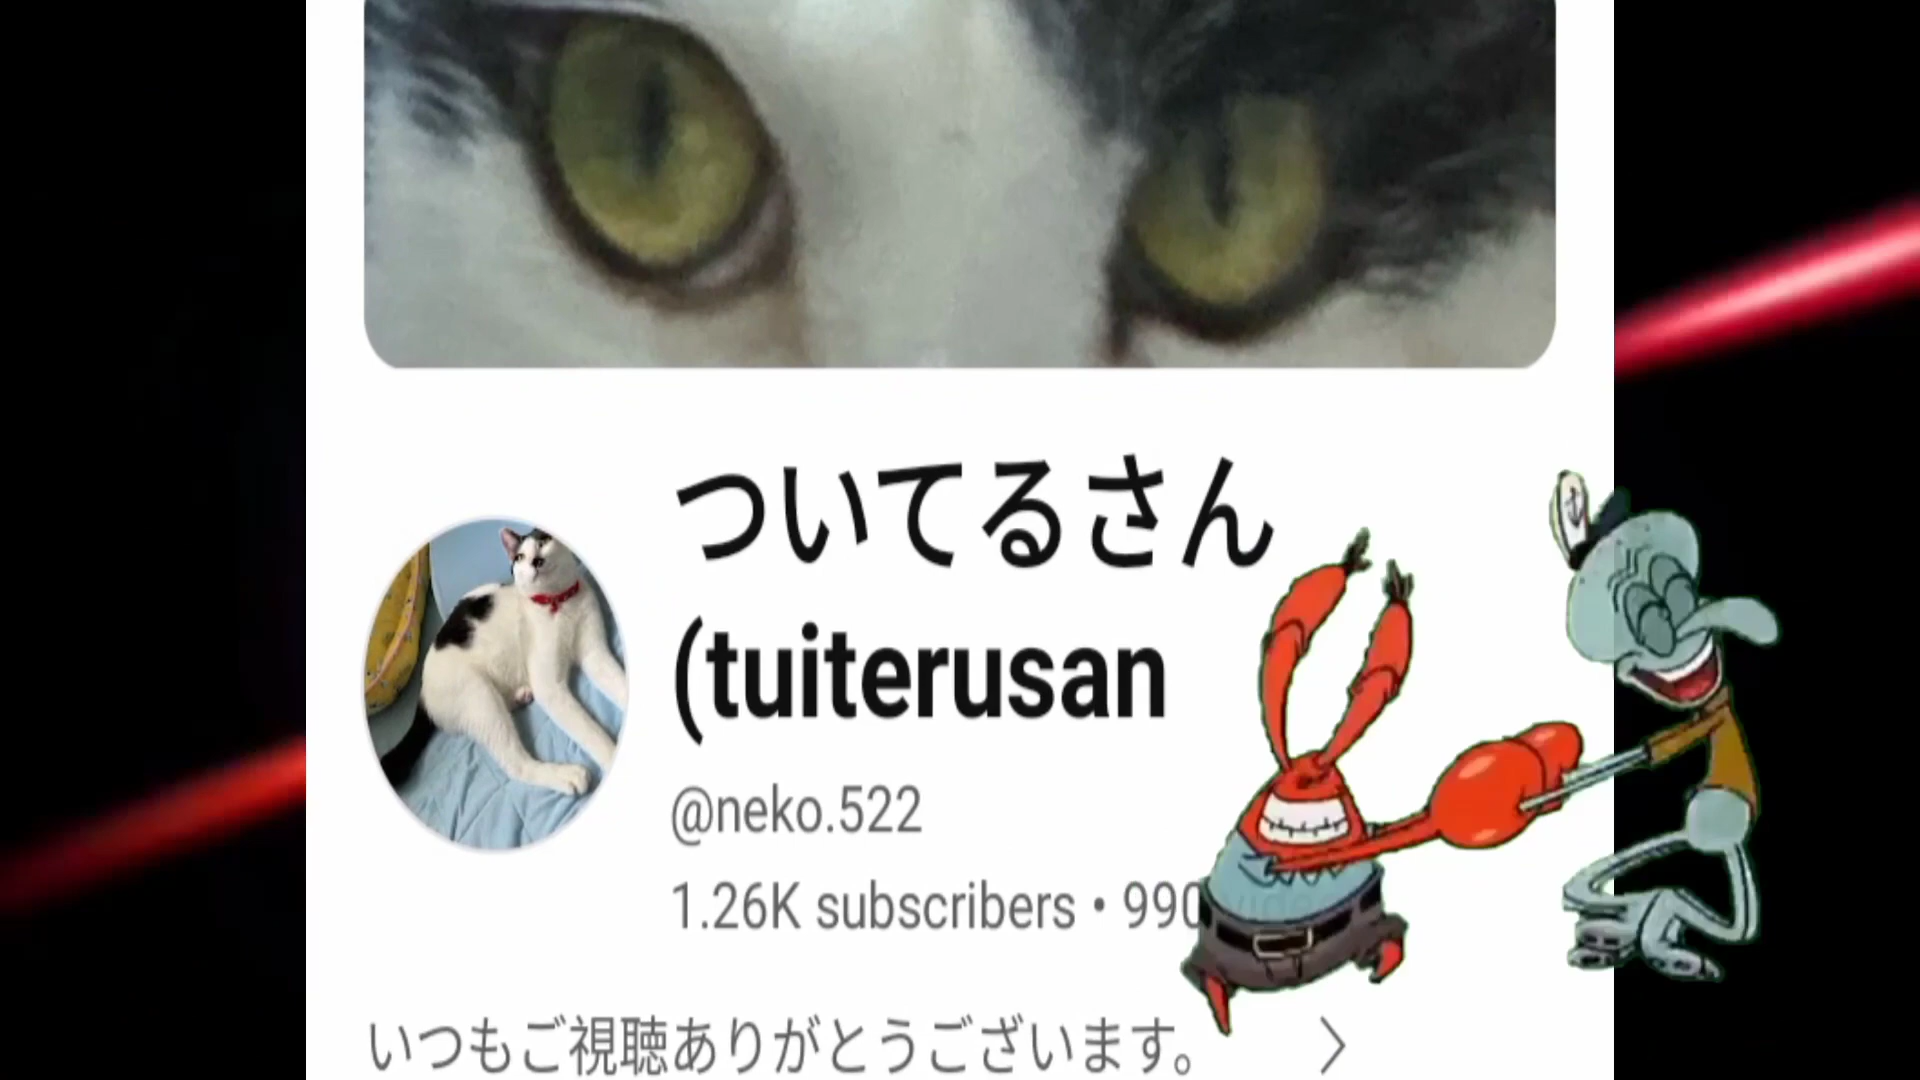 ついてるさん
(tuiterusan
@neko.522
1.26K subscribers • 990
いつもご視聴ありがとうございます。